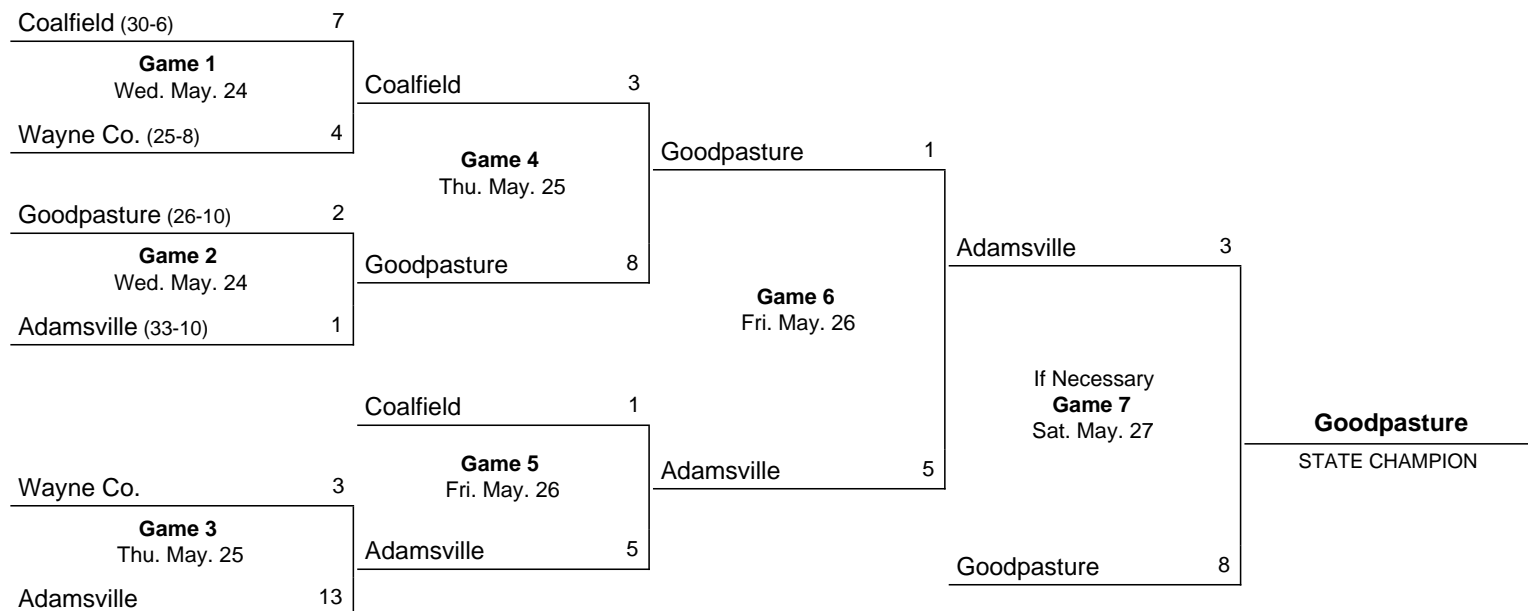 Coalfield (30-6) 7
Game 1
Wed. May. 24
Wayne Co. (25-8) 4
Goodpasture (26-10) 2
Game 2
Wed. May. 24
Adamsville (33-10) 1
Wayne Co. 3
Game 3
Thu. May. 25
Adamsville 13
Coalfield 3
Game 4
Thu. May. 25
Goodpasture 8
Coalfield 1
Game 5
Fri. May. 26
Adamsville 5
Goodpasture 1
Game 6
Fri. May. 26
Adamsville 5
Adamsville 3
If Necessary
Game 7
Sat. May. 27
Goodpasture 8
Goodpasture
STATE CHAMPION